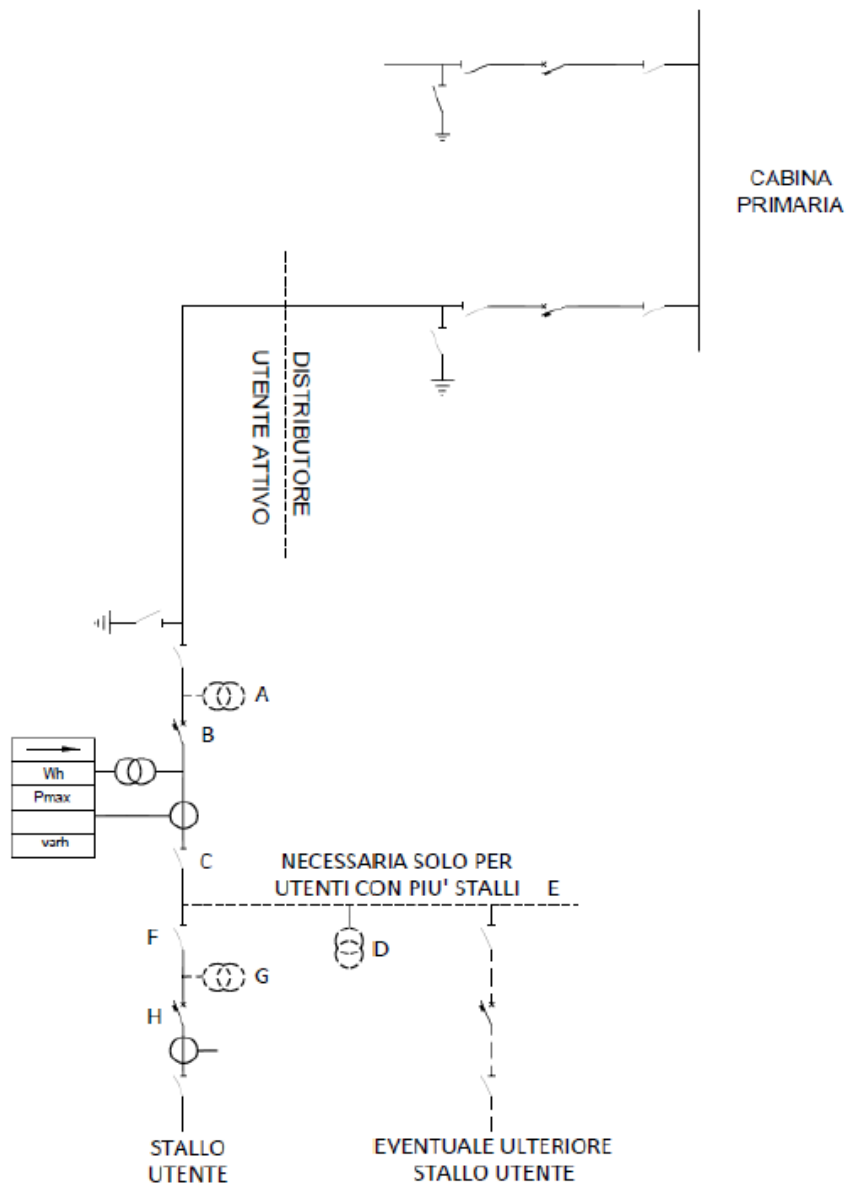 CABINA
PRIMARIA
DISTRIBUTORE
UTENTE ATTIVO
A
B
Wh
Pmax
varh
C
NECESSARIA SOLO PER
UTENTI CON PIU' STALLI E
F
D
G
H
STALLO
UTENTE
EVENTUALE ULTERIORE
STALLO UTENTE